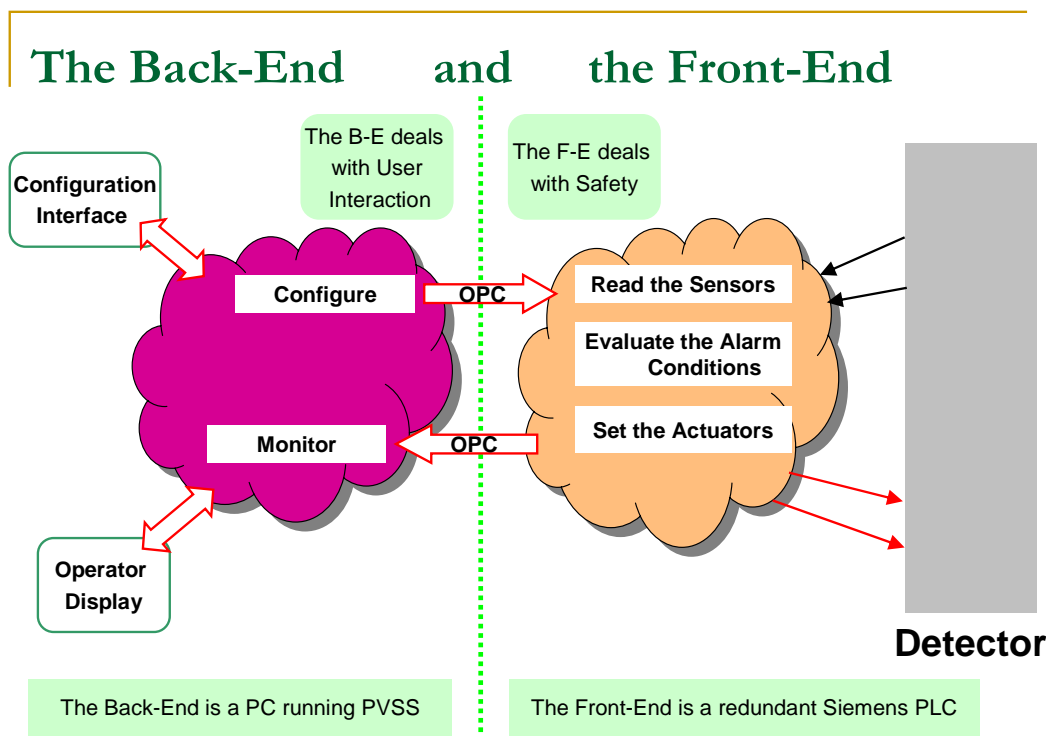 The Back-End and the Front-End
The B-E deals
with User
Interaction
The F-E deals
with Safety
Configuration
Interface
Configure
OPC
Read the Sensors
Evaluate the Alarm
Conditions
Monitor
OPC
Set the Actuators
Operator
Display
Detector
The Back-End is a PC running PVSS
The Front-End is a redundant Siemens PLC